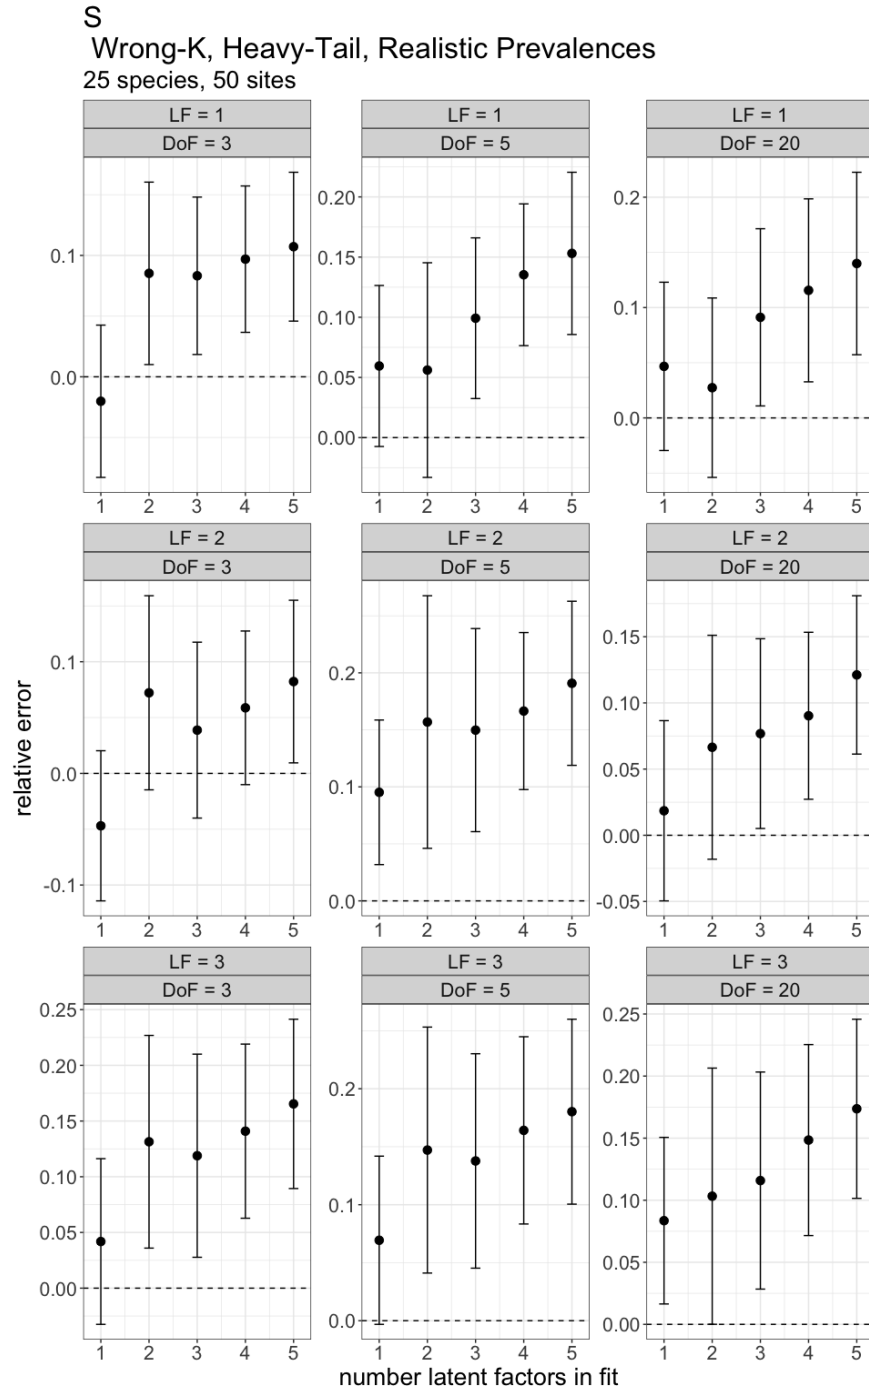 S
Wrong-K, Heavy-Tail, Realistic Prevalences
25 species, 50 sites
LF = 1
DoF = 3
0.1
0.0
1 2 3 4 5
LF = 1
DoF = 5
0.20
0.15
0.10
0.05
0.00
1 2 3 4 5
LF = 1
DoF = 20
0.2
0.1
0.0
1 2 3 4 5
relative error
LF = 2
DoF = 3
0.1
0.0
-0.1
1 2 3 4 5
LF = 2
DoF = 5
0.2
0.1
0.0
1 2 3 4 5
LF = 2
DoF = 20
0.15
0.10
0.05
0.00
-0.05
1 2 3 4 5
LF = 3
DoF = 3
0.25
0.20
0.15
0.10
0.05
0.00
1 2 3 4 5
LF = 3
DoF = 5
0.2
0.1
0.0
1 2 3 4 5
LF = 3
DoF = 20
0.25
0.20
0.15
0.10
0.05
0.00
1 2 3 4 5
number latent factors in fit